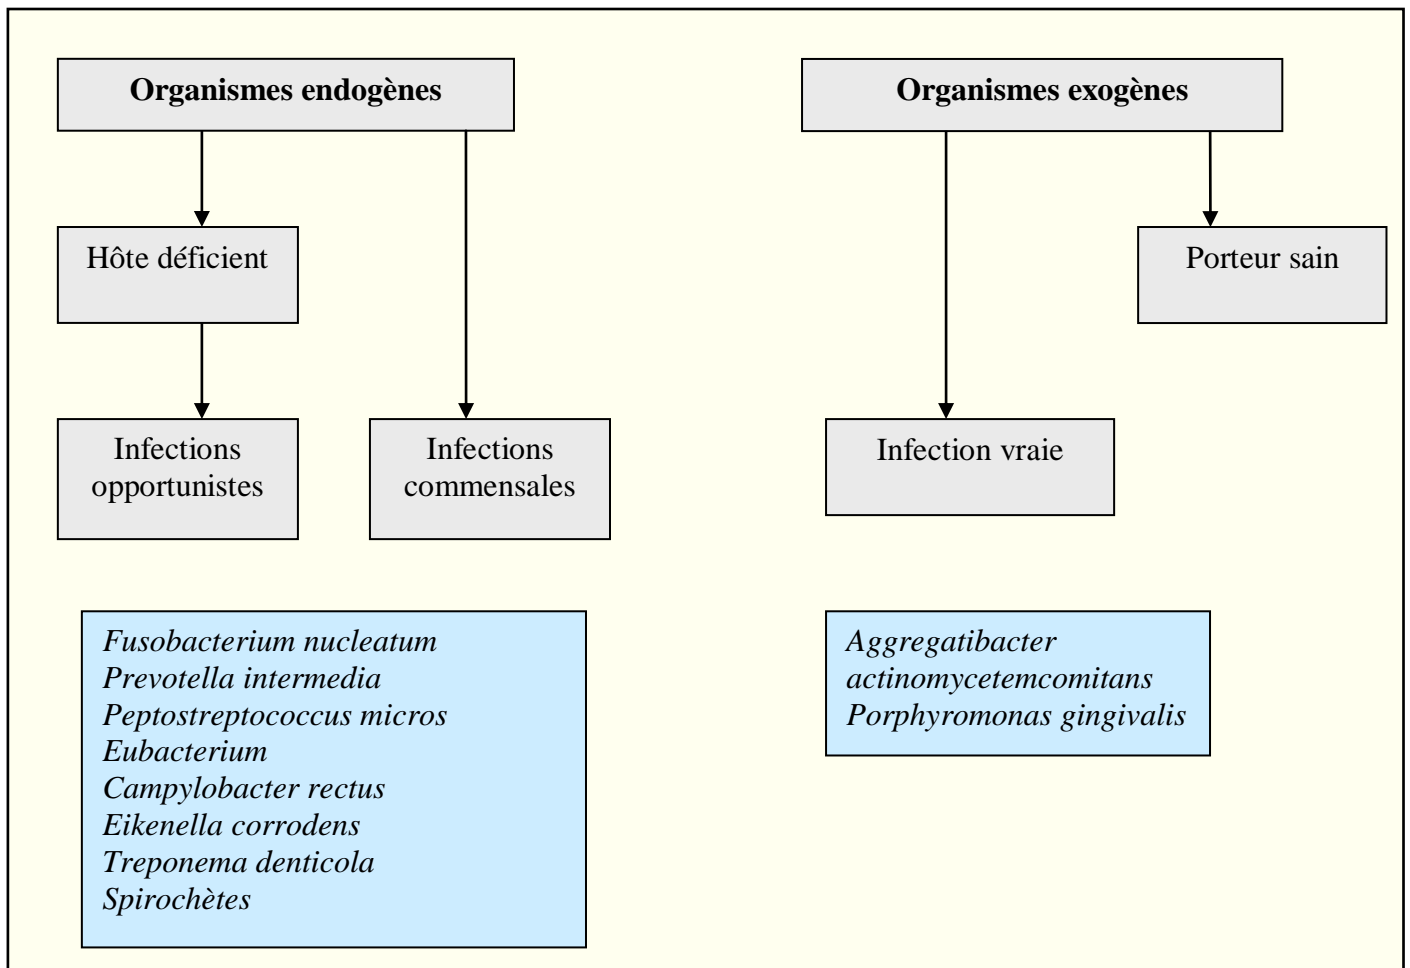 Organismes endogènes
Organismes exogènes
Hôte déficient
Porteur sain
Infections
opportunistes
Infections
commensales
Infection vraie
Fusobacterium nucleatum
Prevotella intermedia
Peptostreptococcus micros
Eubacterium
Campylobacter rectus
Eikenella corrodens
Treponema denticola
Spirochètes
Aggregatibacter
actinomycetemcomitans
Porphyromonas gingivalis